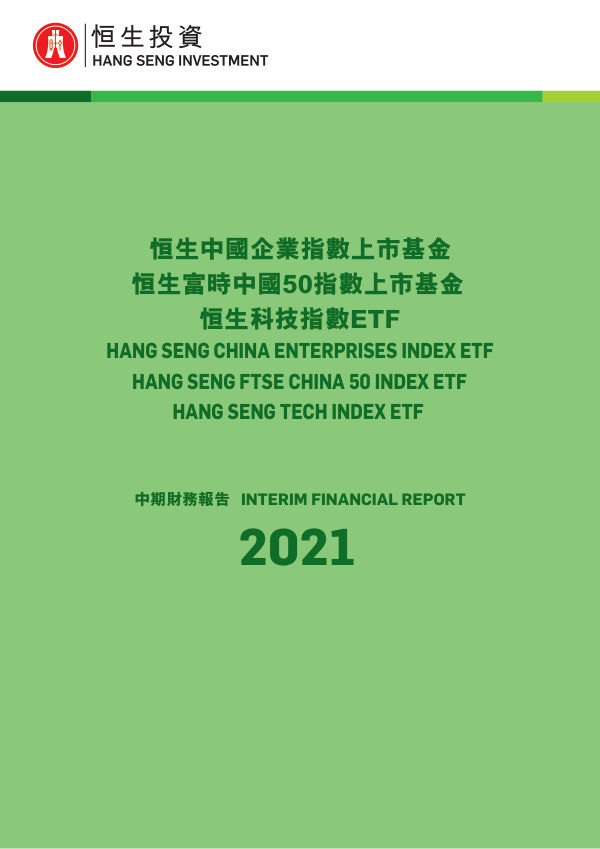 恒生投資
HANG SENG INVESTMENT
恒生中國企業指數上市基金
恒生富時中國50指數上市基金
恒生科技指數ETF
HANG SENG CHINA ENTERPRISES INDEX ETF
HANG SENG FTSE CHINA 50 INDEX ETF
HANG SENG TECH INDEX ETF
中期財務報告 INTERIM FINANCIAL REPORT
2021